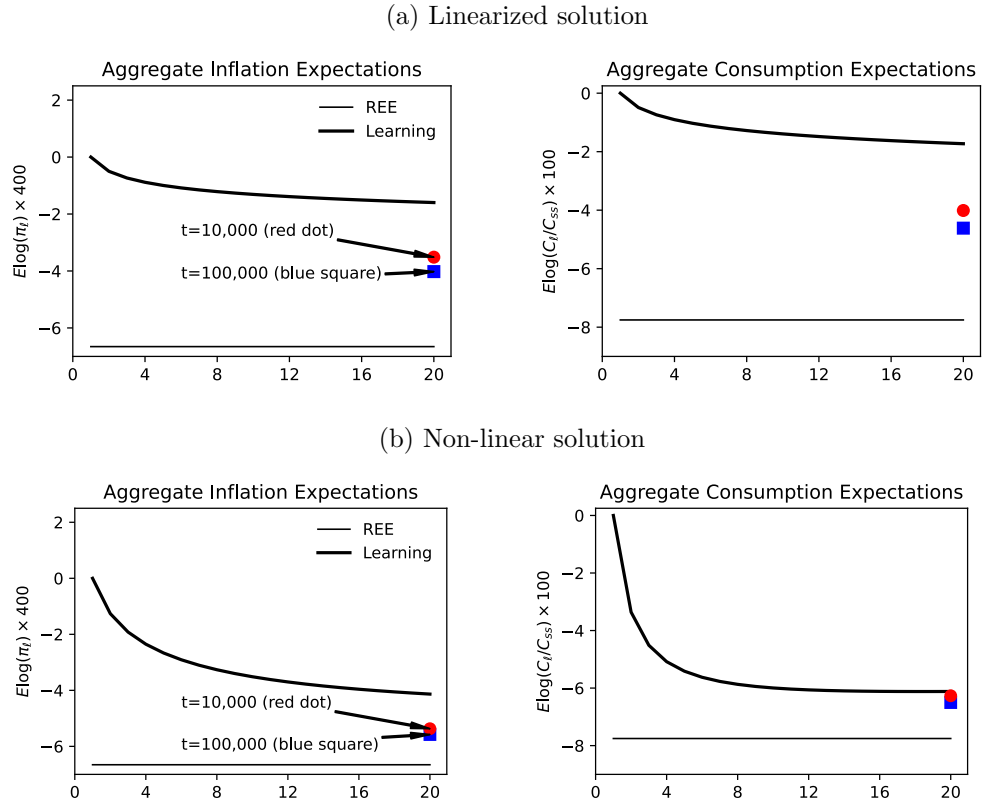 (a) Linearized solution
Aggregate Inflation Expectations
Elog(πℓ) × 400
2
0
−2
−4
−6
REE
Learning
t=10,000 (red dot)
t=100,000 (blue square)
0 4 8 12 16 20
Aggregate Consumption Expectations
Elog(Cℓ/Css) × 100
0
−2
−4
−6
−8
0 4 8 12 16 20
(b) Non-linear solution
Aggregate Inflation Expectations
Elog(πℓ) × 400
2
0
−2
−4
−6
REE
Learning
t=10,000 (red dot)
t=100,000 (blue square)
0 4 8 12 16 20
Aggregate Consumption Expectations
Elog(Cℓ/Css) × 100
0
−2
−4
−6
−8
0 4 8 12 16 20